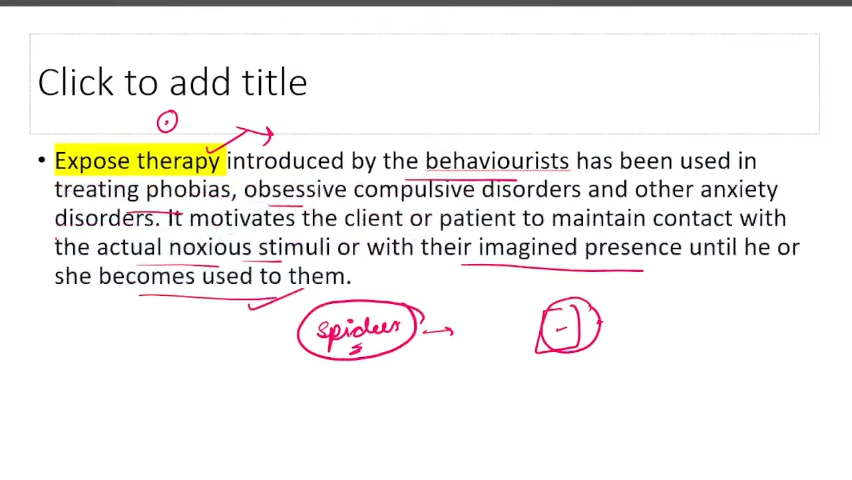 Click to add title
• Expose therapy introduced by the behaviourists has been used in
treating phobias, obsessive compulsive disorders and other anxiety
disorders. It motivates the client or patient to maintain contact with
the actual noxious stimuli or with their imagined presence until he or
she becomes used to them.
Spiders